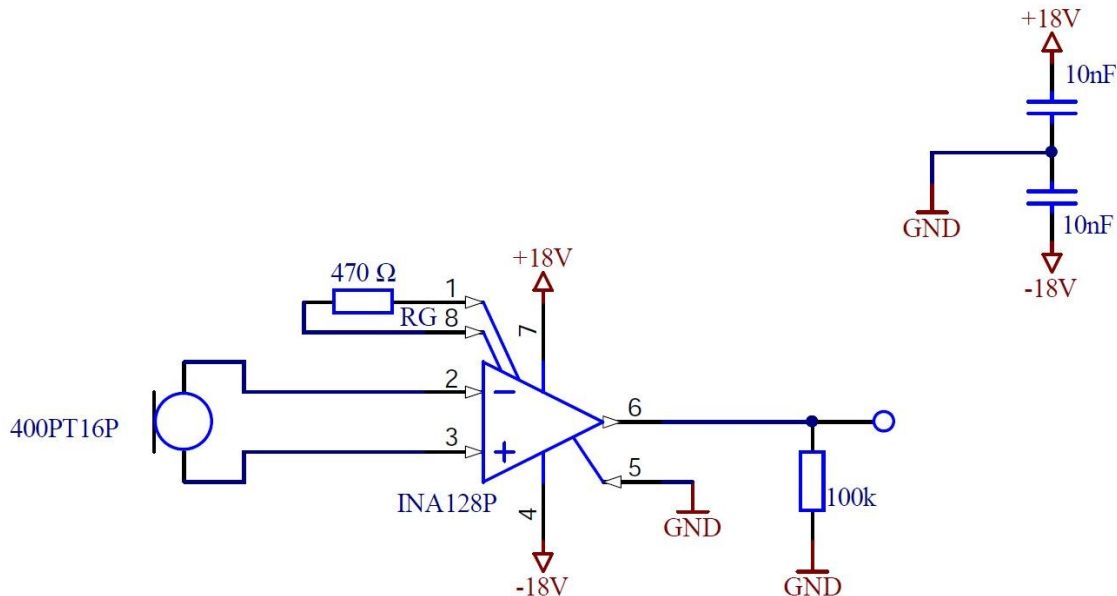 +18V
10nF
GND
10nF
-18V
470 Ω
+18V
1
RG
8
7
2
400PT16P
3
6
5
INA128P
4
100k
GND
-18V
GND